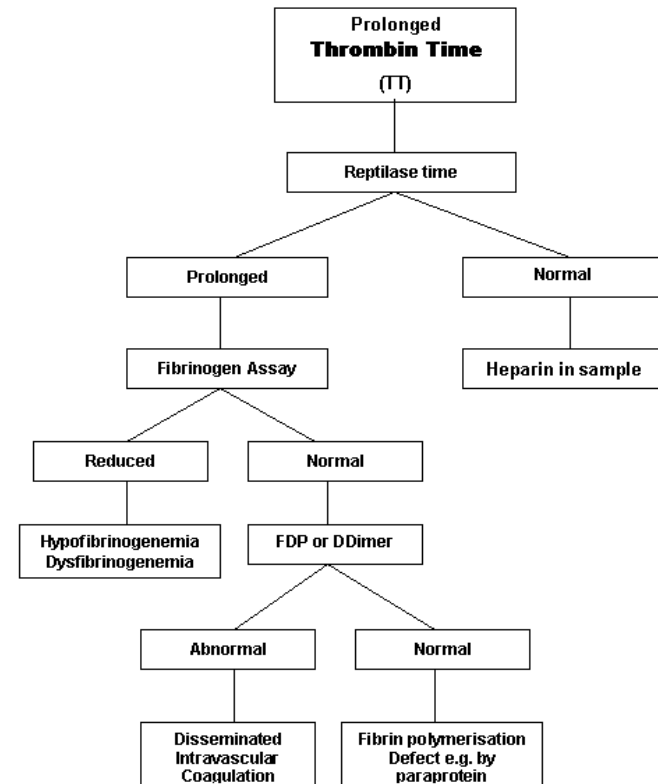 Prolonged
Thrombin Time
(TT)
Reptilase time
Prolonged
Normal
Fibrinogen Assay
Heparin in sample
Reduced
Normal
Hypofibrinogenemia
Dysfibrinogenemia
FDP or DDimer
Abnormal
Normal
Disseminated
Intravascular
Coagulation
Fibrin polymerisation
Defect e.g. by
paraprotein